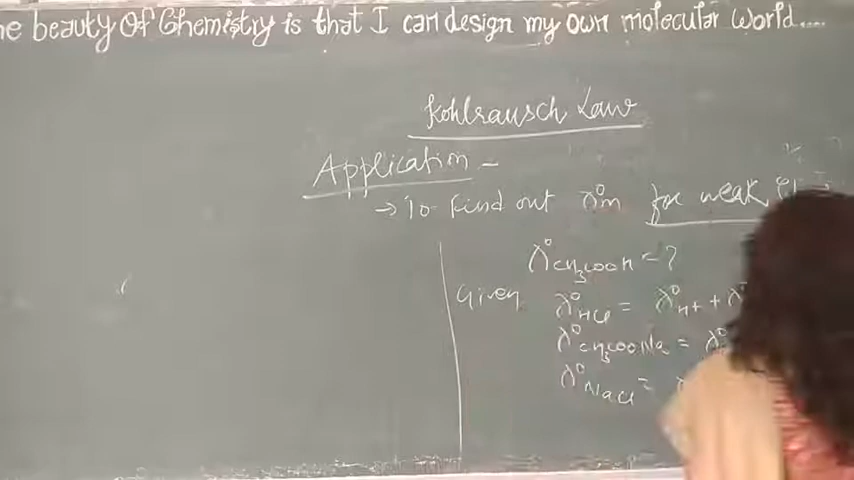 he beauty Of Chemistry is that I can design my own molecular world....
Kohlrausch Law
Application -
→ To find out λ°m for weak
λ°CH₃COOH = ?
Given λ°HCl = λ°H+ + λ°
λ°CH₃COONa = λ°
λ°NaCl =